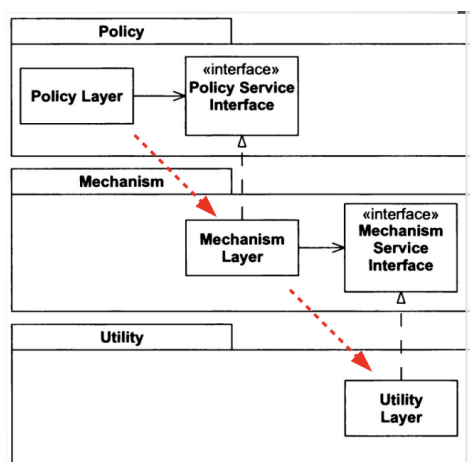 Policy
Policy Layer
«interface»
Policy Service
Interface
Mechanism
Mechanism
Layer
«interface»
Mechanism
Service
Interface
Utility
Utility
Layer